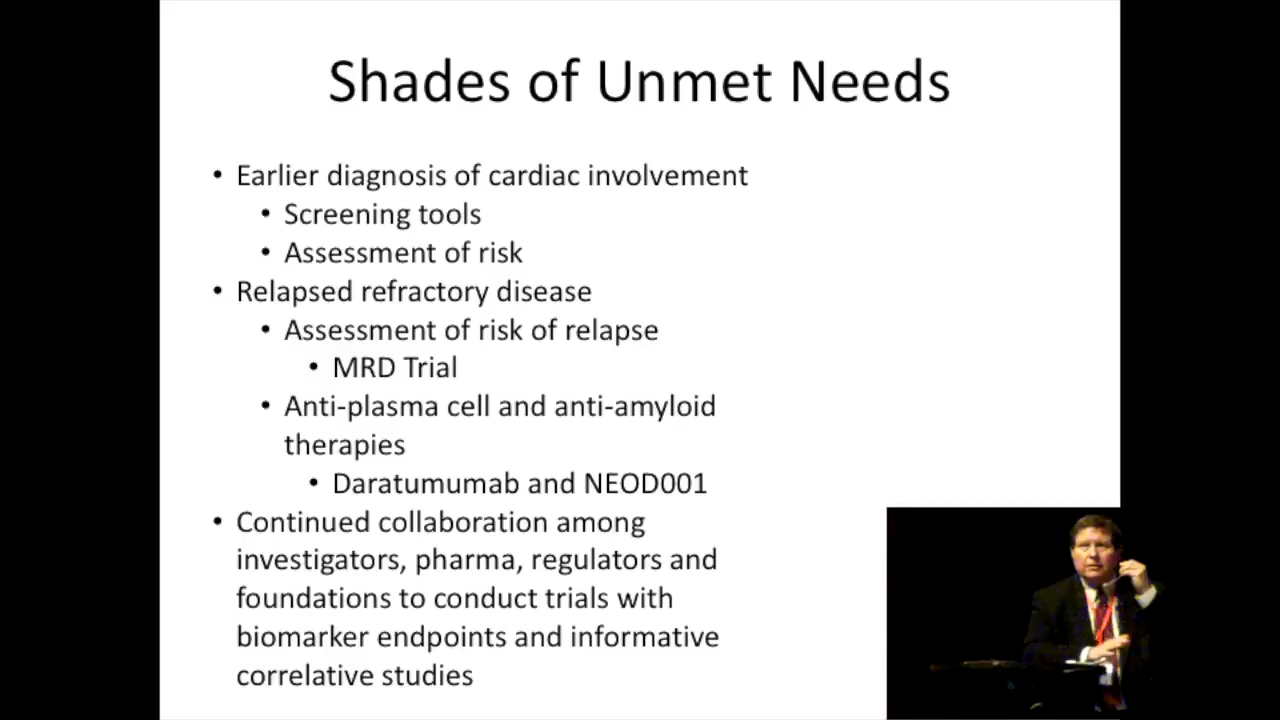 Shades of Unmet Needs
• Earlier diagnosis of cardiac involvement
• Screening tools
• Assessment of risk
• Relapsed refractory disease
• Assessment of risk of relapse
• MRD Trial
• Anti-plasma cell and anti-amyloid
therapies
• Daratumumab and NEOD001
• Continued collaboration among
investigators, pharma, regulators and
foundations to conduct trials with
biomarker endpoints and informative
correlative studies